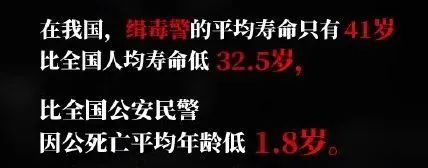 在我国，缉毒警的平均寿命只有41岁
比全国人均寿命低 32.5岁，
比全国公安民警
因公死亡平均年龄低 1.8岁。